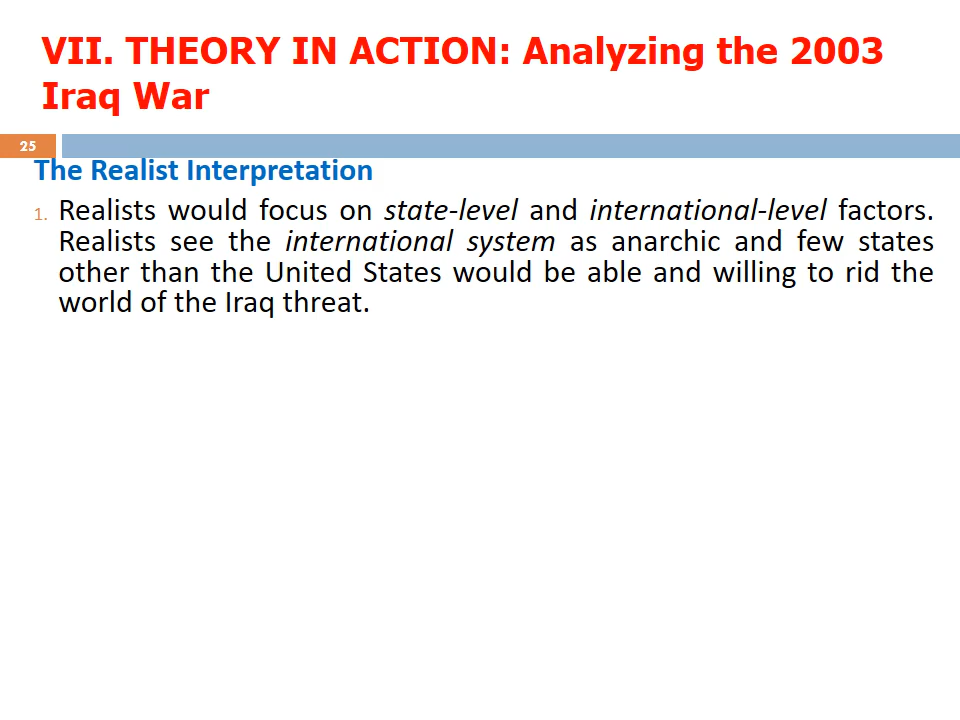 VII. THEORY IN ACTION: Analyzing the 2003
Iraq War
25
The Realist Interpretation
1. Realists would focus on state-level and international-level factors.
Realists see the international system as anarchic and few states
other than the United States would be able and willing to rid the
world of the Iraq threat.